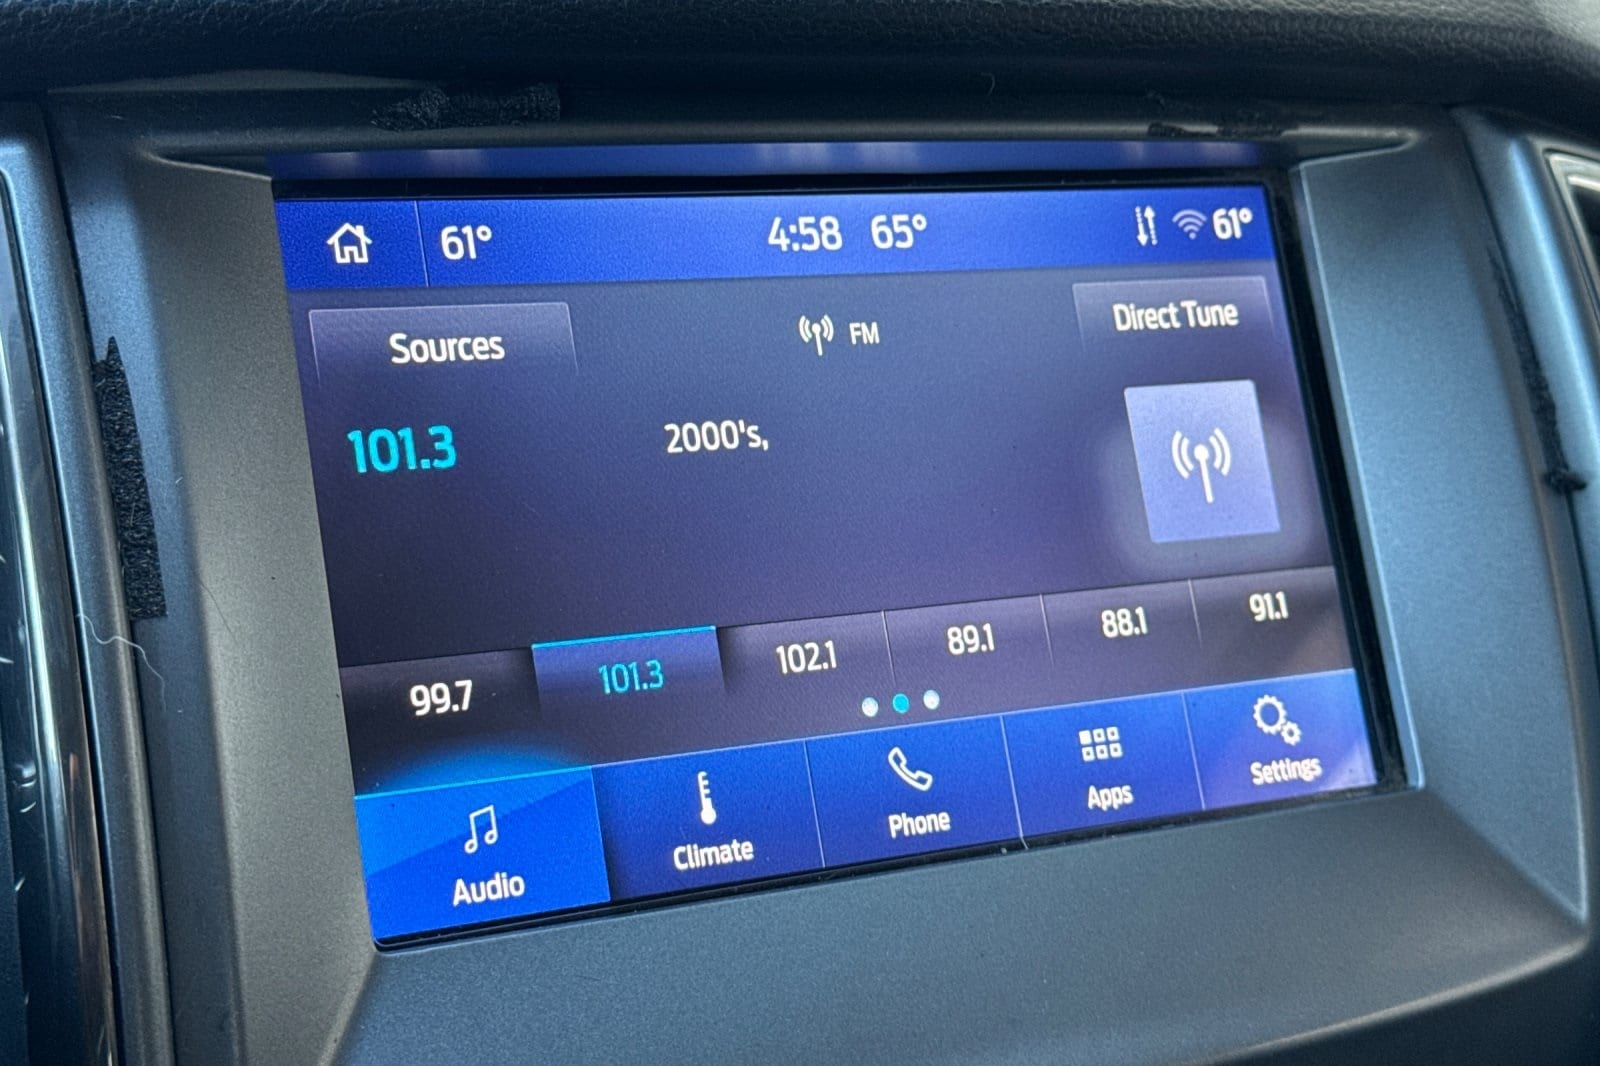 61° 4:58 65° 61°
Sources FM Direct Tune
101.3 2000's,
99.7 101.3 102.1 89.1 88.1 91.1
Audio Climate Phone Apps Settings